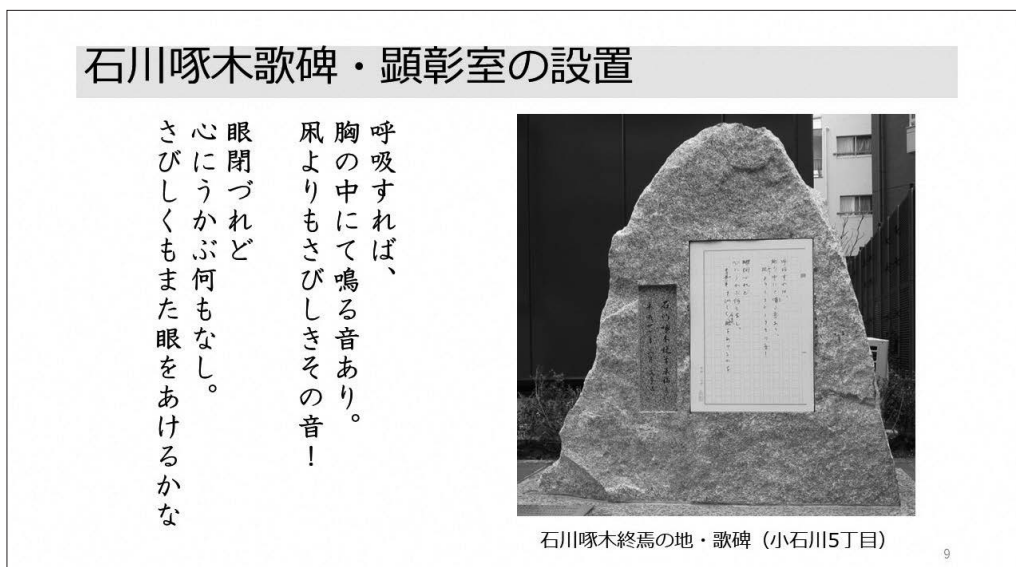 石川啄木歌碑・顕彰室の設置
呼吸すれば、
胸の中にて鳴る音あり。
凩よりもさびしきその音！
眼閉づれど
心にうかぶ何もなし。
さびしくもまた眼をあけるかな
石川啄木終焉の地・歌碑（小石川5丁目）
9